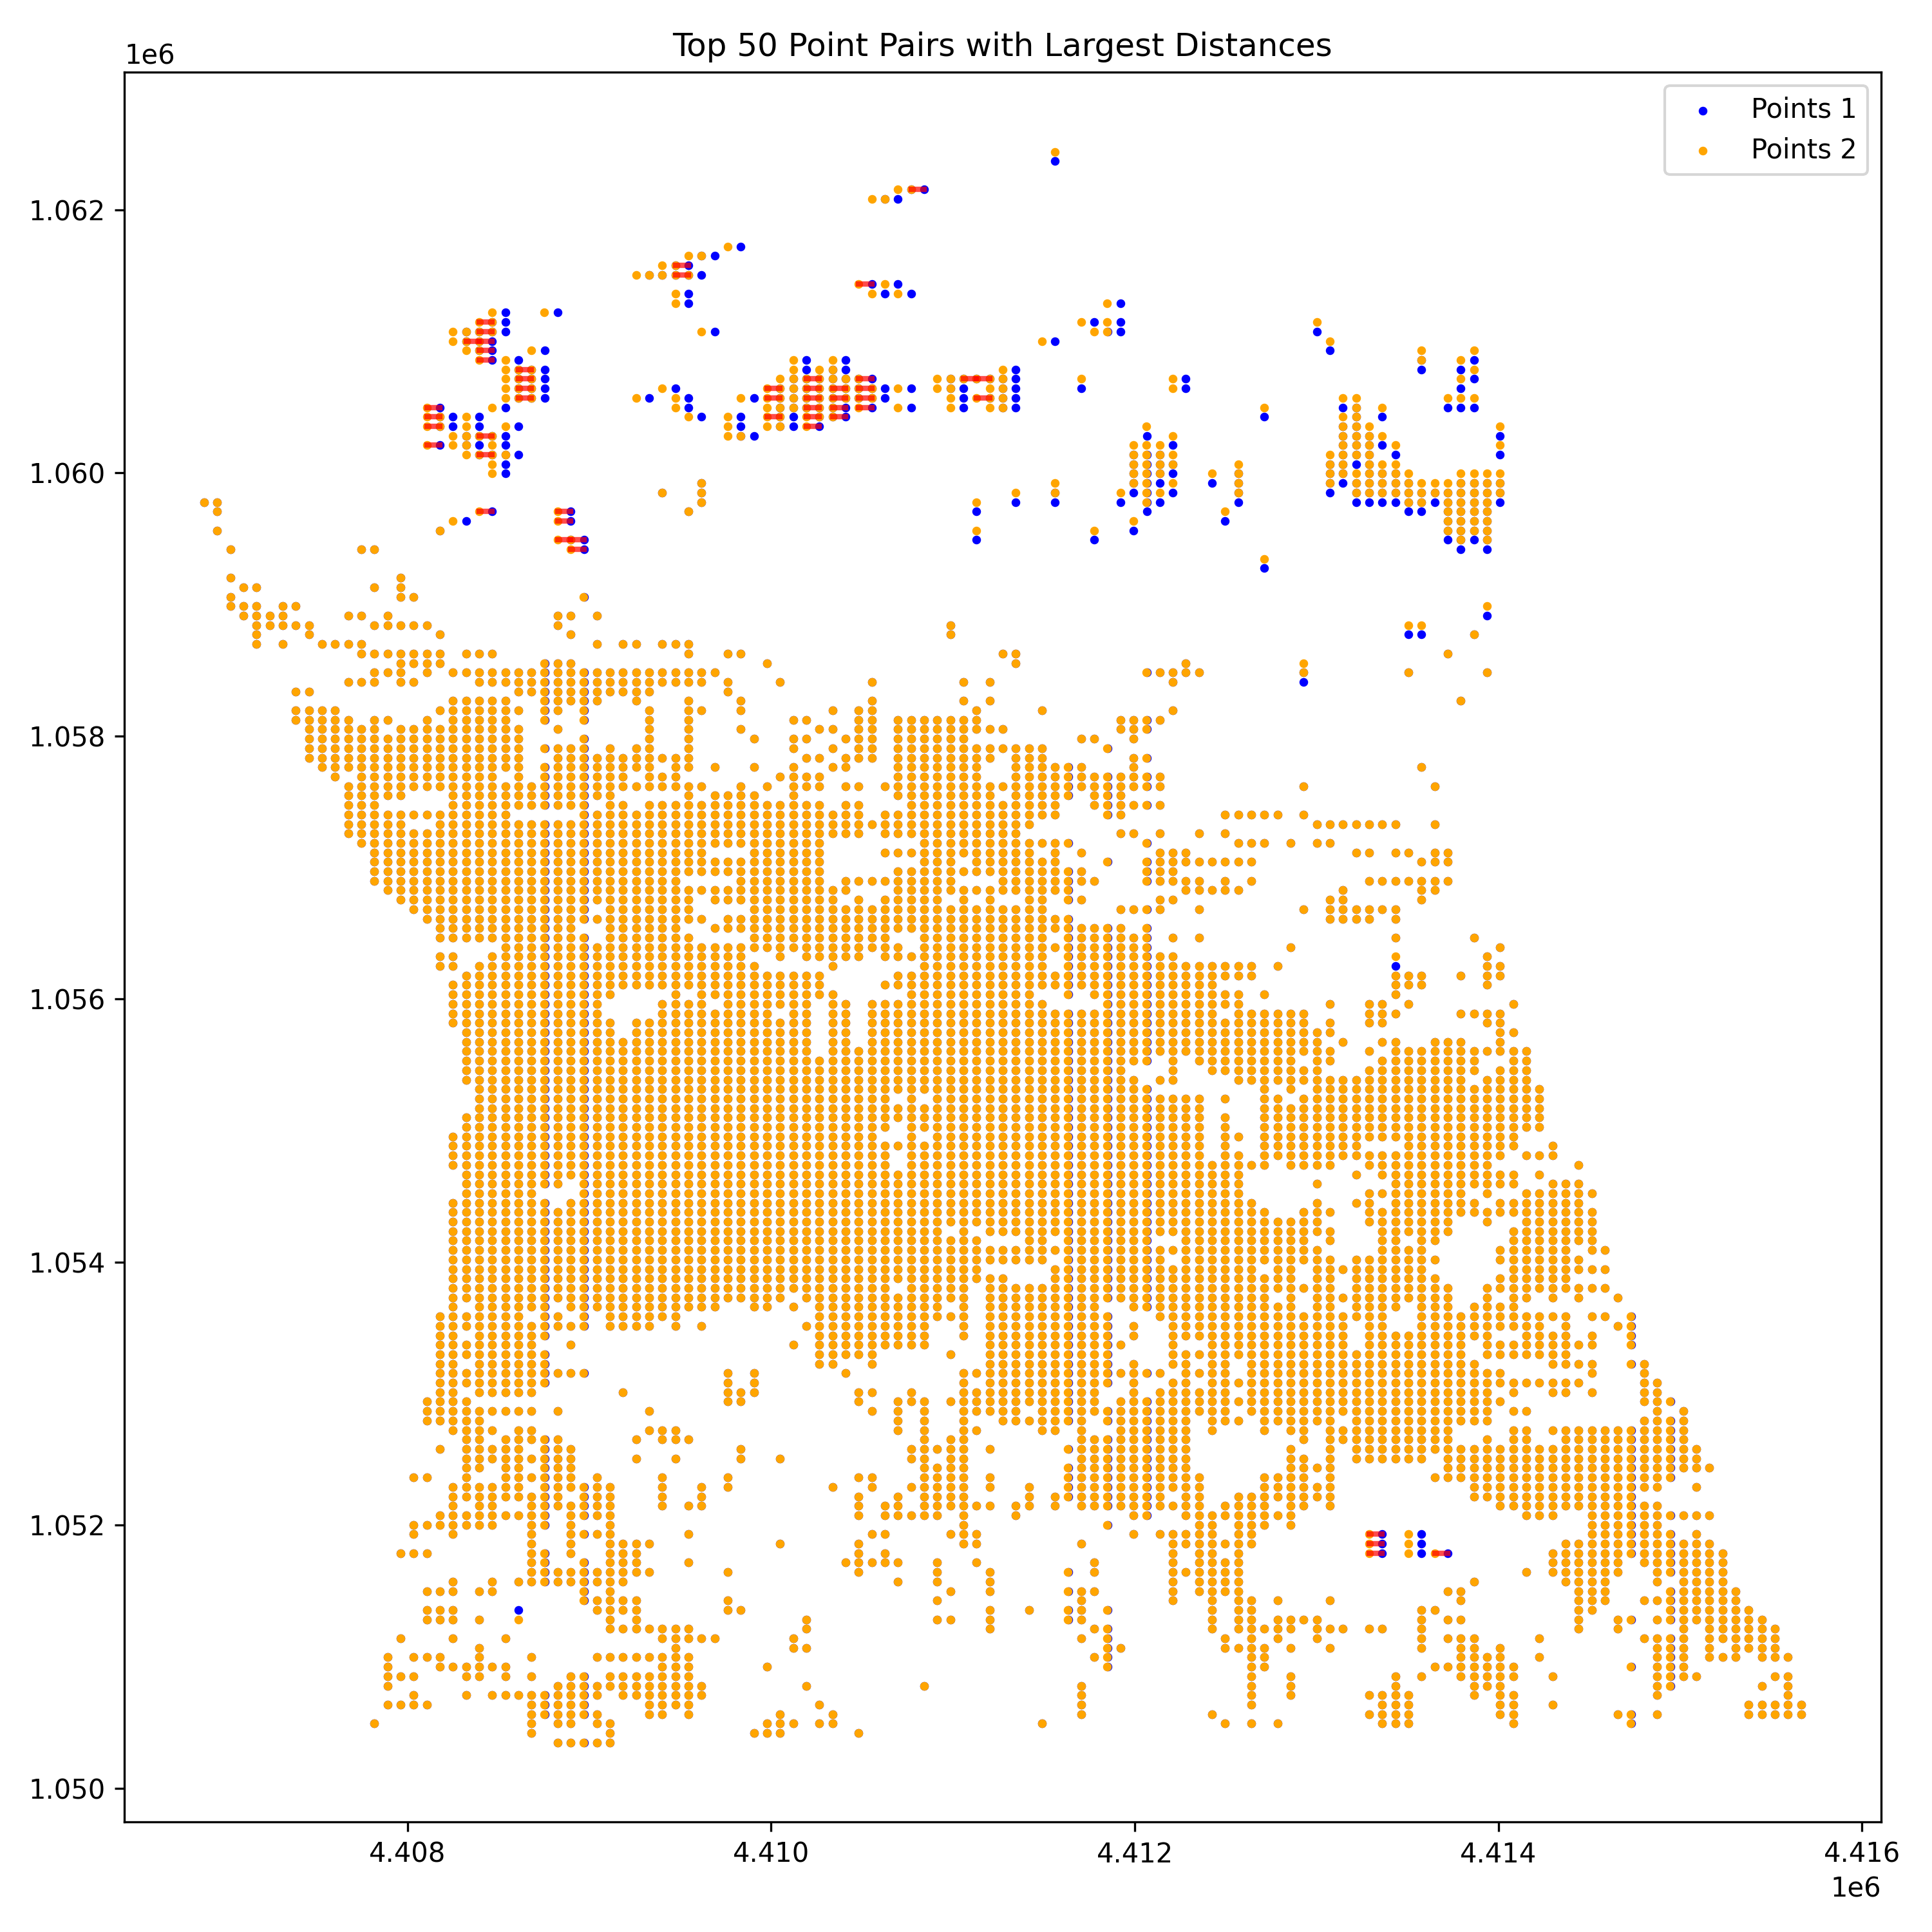 Top 50 Point Pairs with Largest Distances
1e6
Points 1
Points 2
1.062
1.060
1.058
1.056
1.054
1.052
1.050
4.408 4.410 4.412 4.414 4.416
1e6